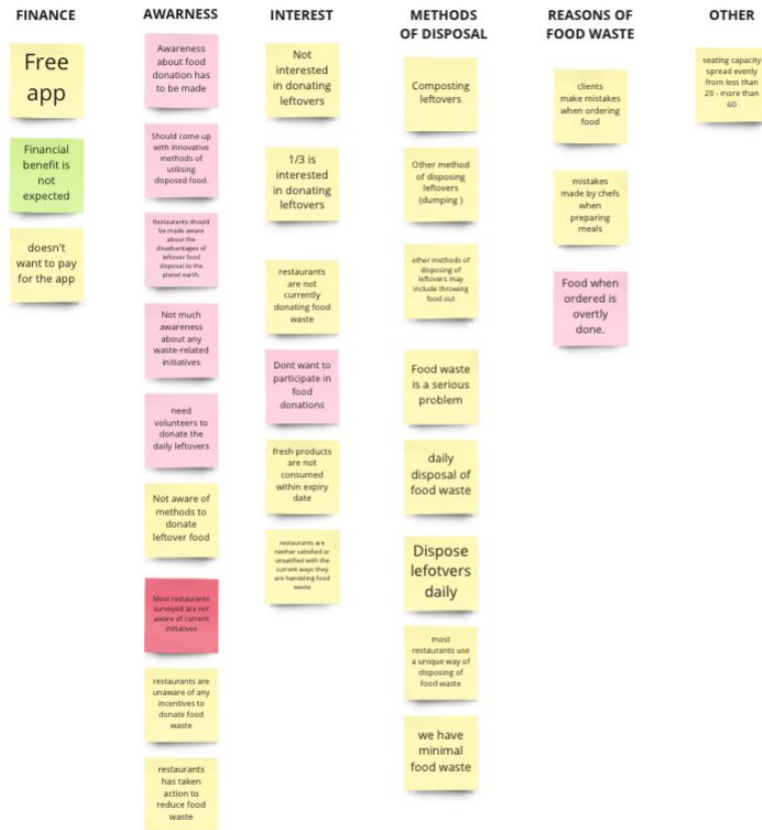 FINANCE
Free
app
Financial
benefit is
not
expected
doesn't
want to pay
for the app
AWARNESS
Awareness
about food
donation has
to be made
Should come up
with innovative
methods of
utilising
disposed food.
Restaurants should
be made aware
about the
disadvantages of
leftover food
disposal to the
planet earth.
Not much
awareness
about any
waste-related
initiatives
need
volunteers to
donate the
daily leftovers
Not aware of
methods to
donate
leftover food
Most restaurants
surveyed are not
aware of current
initiatives
restaurants are
unaware of any
incentives to
donate food
waste
restaurants
has taken
action to
reduce food
waste
INTEREST
Not
interested
in donating
leftovers
1/3 is
interested
in donating
leftovers
restaurants
are not
currently
donating food
waste
Dont want to
participate in
food
donations
fresh products
are not
consumed
within expiry
date
restaurants are
neither satisfied or
unsatified with the
current ways they
are handeling food
waste
METHODS
OF DISPOSAL
Composting
leftovers
Other method
of disposing
leftovers
(dumping )
other methods of
disposing of
leftovers may
include throwing
food out
Food waste
is a serious
problem
daily
disposal of
food waste
Dispose
lefotvers
daily
most
restaurants use
a unique way of
disposing of
food waste
we have
minimal
food waste
REASONS OF
FOOD WASTE
clients
make mistakes
when ordering
food
mistakes
made by chefs
when
preparing
meals
Food when
ordered is
overtly
done.
OTHER
seating capacity
spread evenly
from less than
20 - more than
60